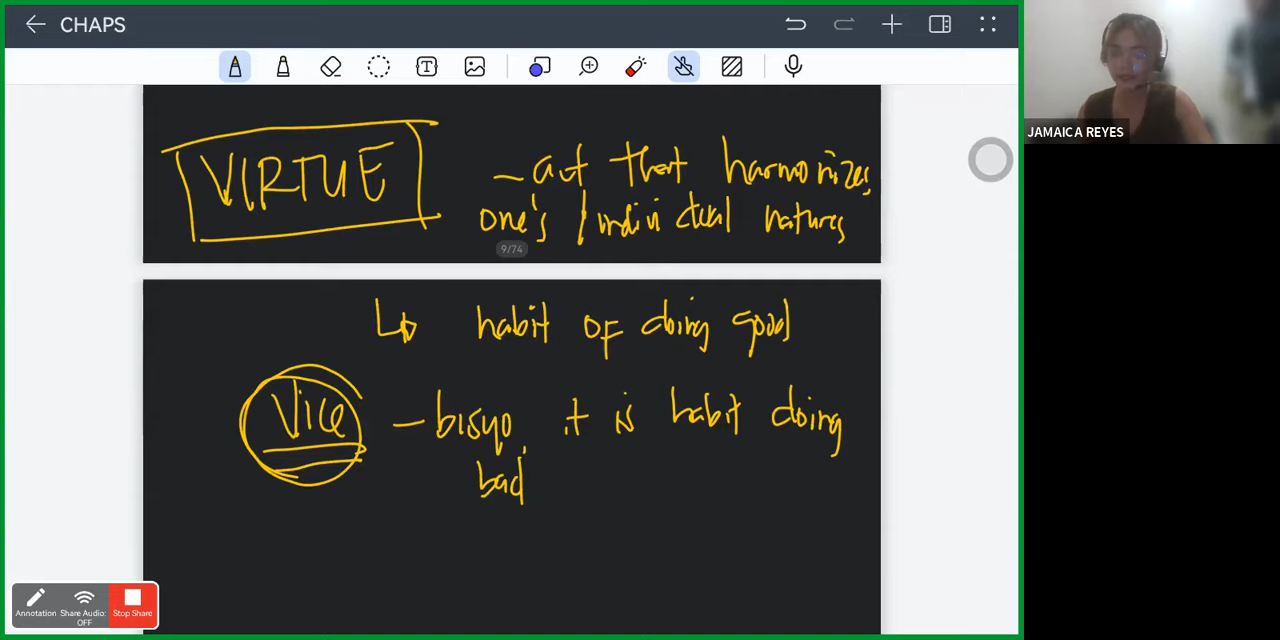 CHAPS
JAMAICA REYES
VIRTUE – act that harmonizes
one's / individual natures
9/74
↳ habit of doing good
Vice – bisyo, it is habit doing
bad
Annotation Share Audio: OFF Stop Share